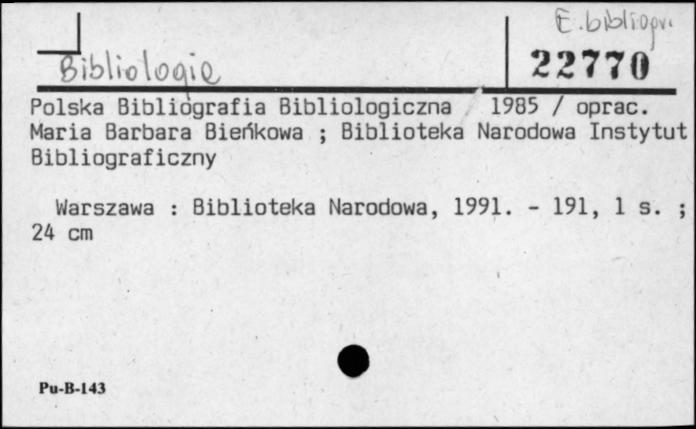 E.bibliogr.
Bibliologie
22770
Polska Bibliografia Bibliologiczna 1985 / oprac.
Maria Barbara Bieńkowa ; Biblioteka Narodowa Instytut
Bibliograficzny
Warszawa : Biblioteka Narodowa, 1991. - 191, 1 s. ;
24 cm
Pu-B-143